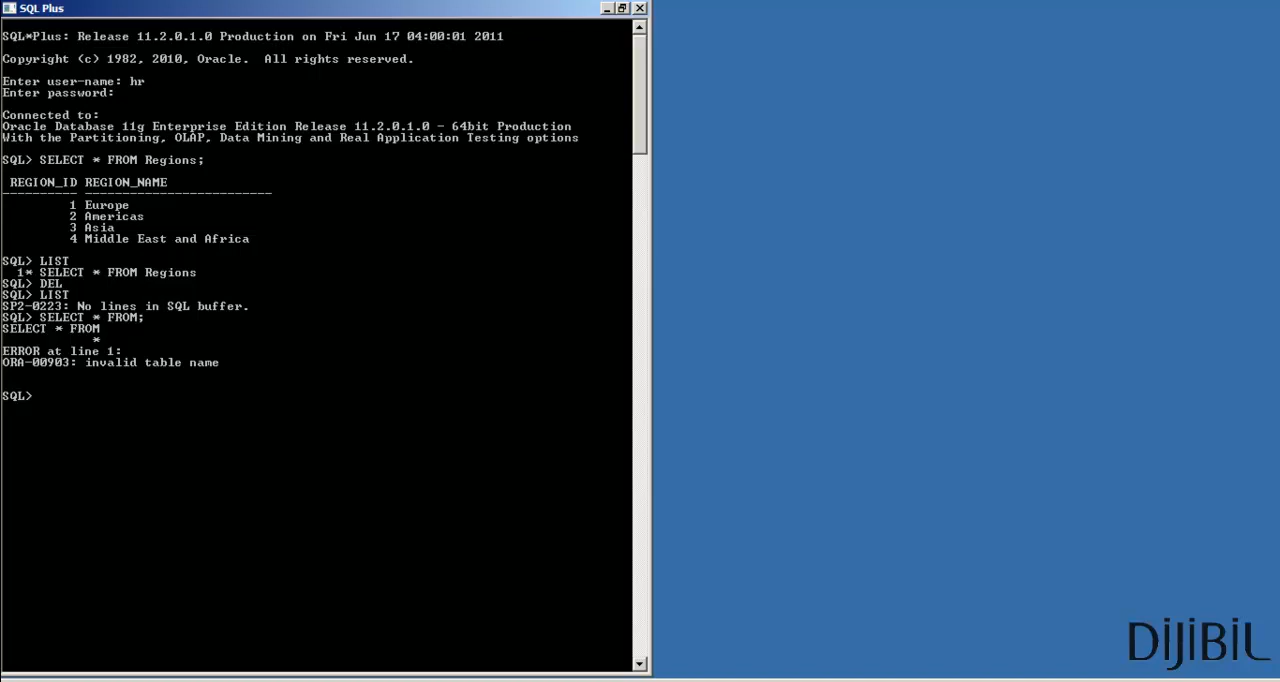 SQL Plus
SQL*Plus: Release 11.2.0.1.0 Production on Fri Jun 17 04:00:01 2011
Copyright (c) 1982, 2010, Oracle.  All rights reserved.
Enter user-name: hr
Enter password:
Connected to:
Oracle Database 11g Enterprise Edition Release 11.2.0.1.0 - 64bit Production
With the Partitioning, OLAP, Data Mining and Real Application Testing options
SQL> SELECT * FROM Regions;
REGION_ID REGION_NAME
---------- -------------------------
1 Europe
2 Americas
3 Asia
4 Middle East and Africa
SQL> LIST
1* SELECT * FROM Regions
SQL> DEL
SQL> LIST
SP2-0223: No lines in SQL buffer.
SQL> SELECT * FROM;
SELECT * FROM
*
ERROR at line 1:
ORA-00903: invalid table name
SQL>
DiJiBiL